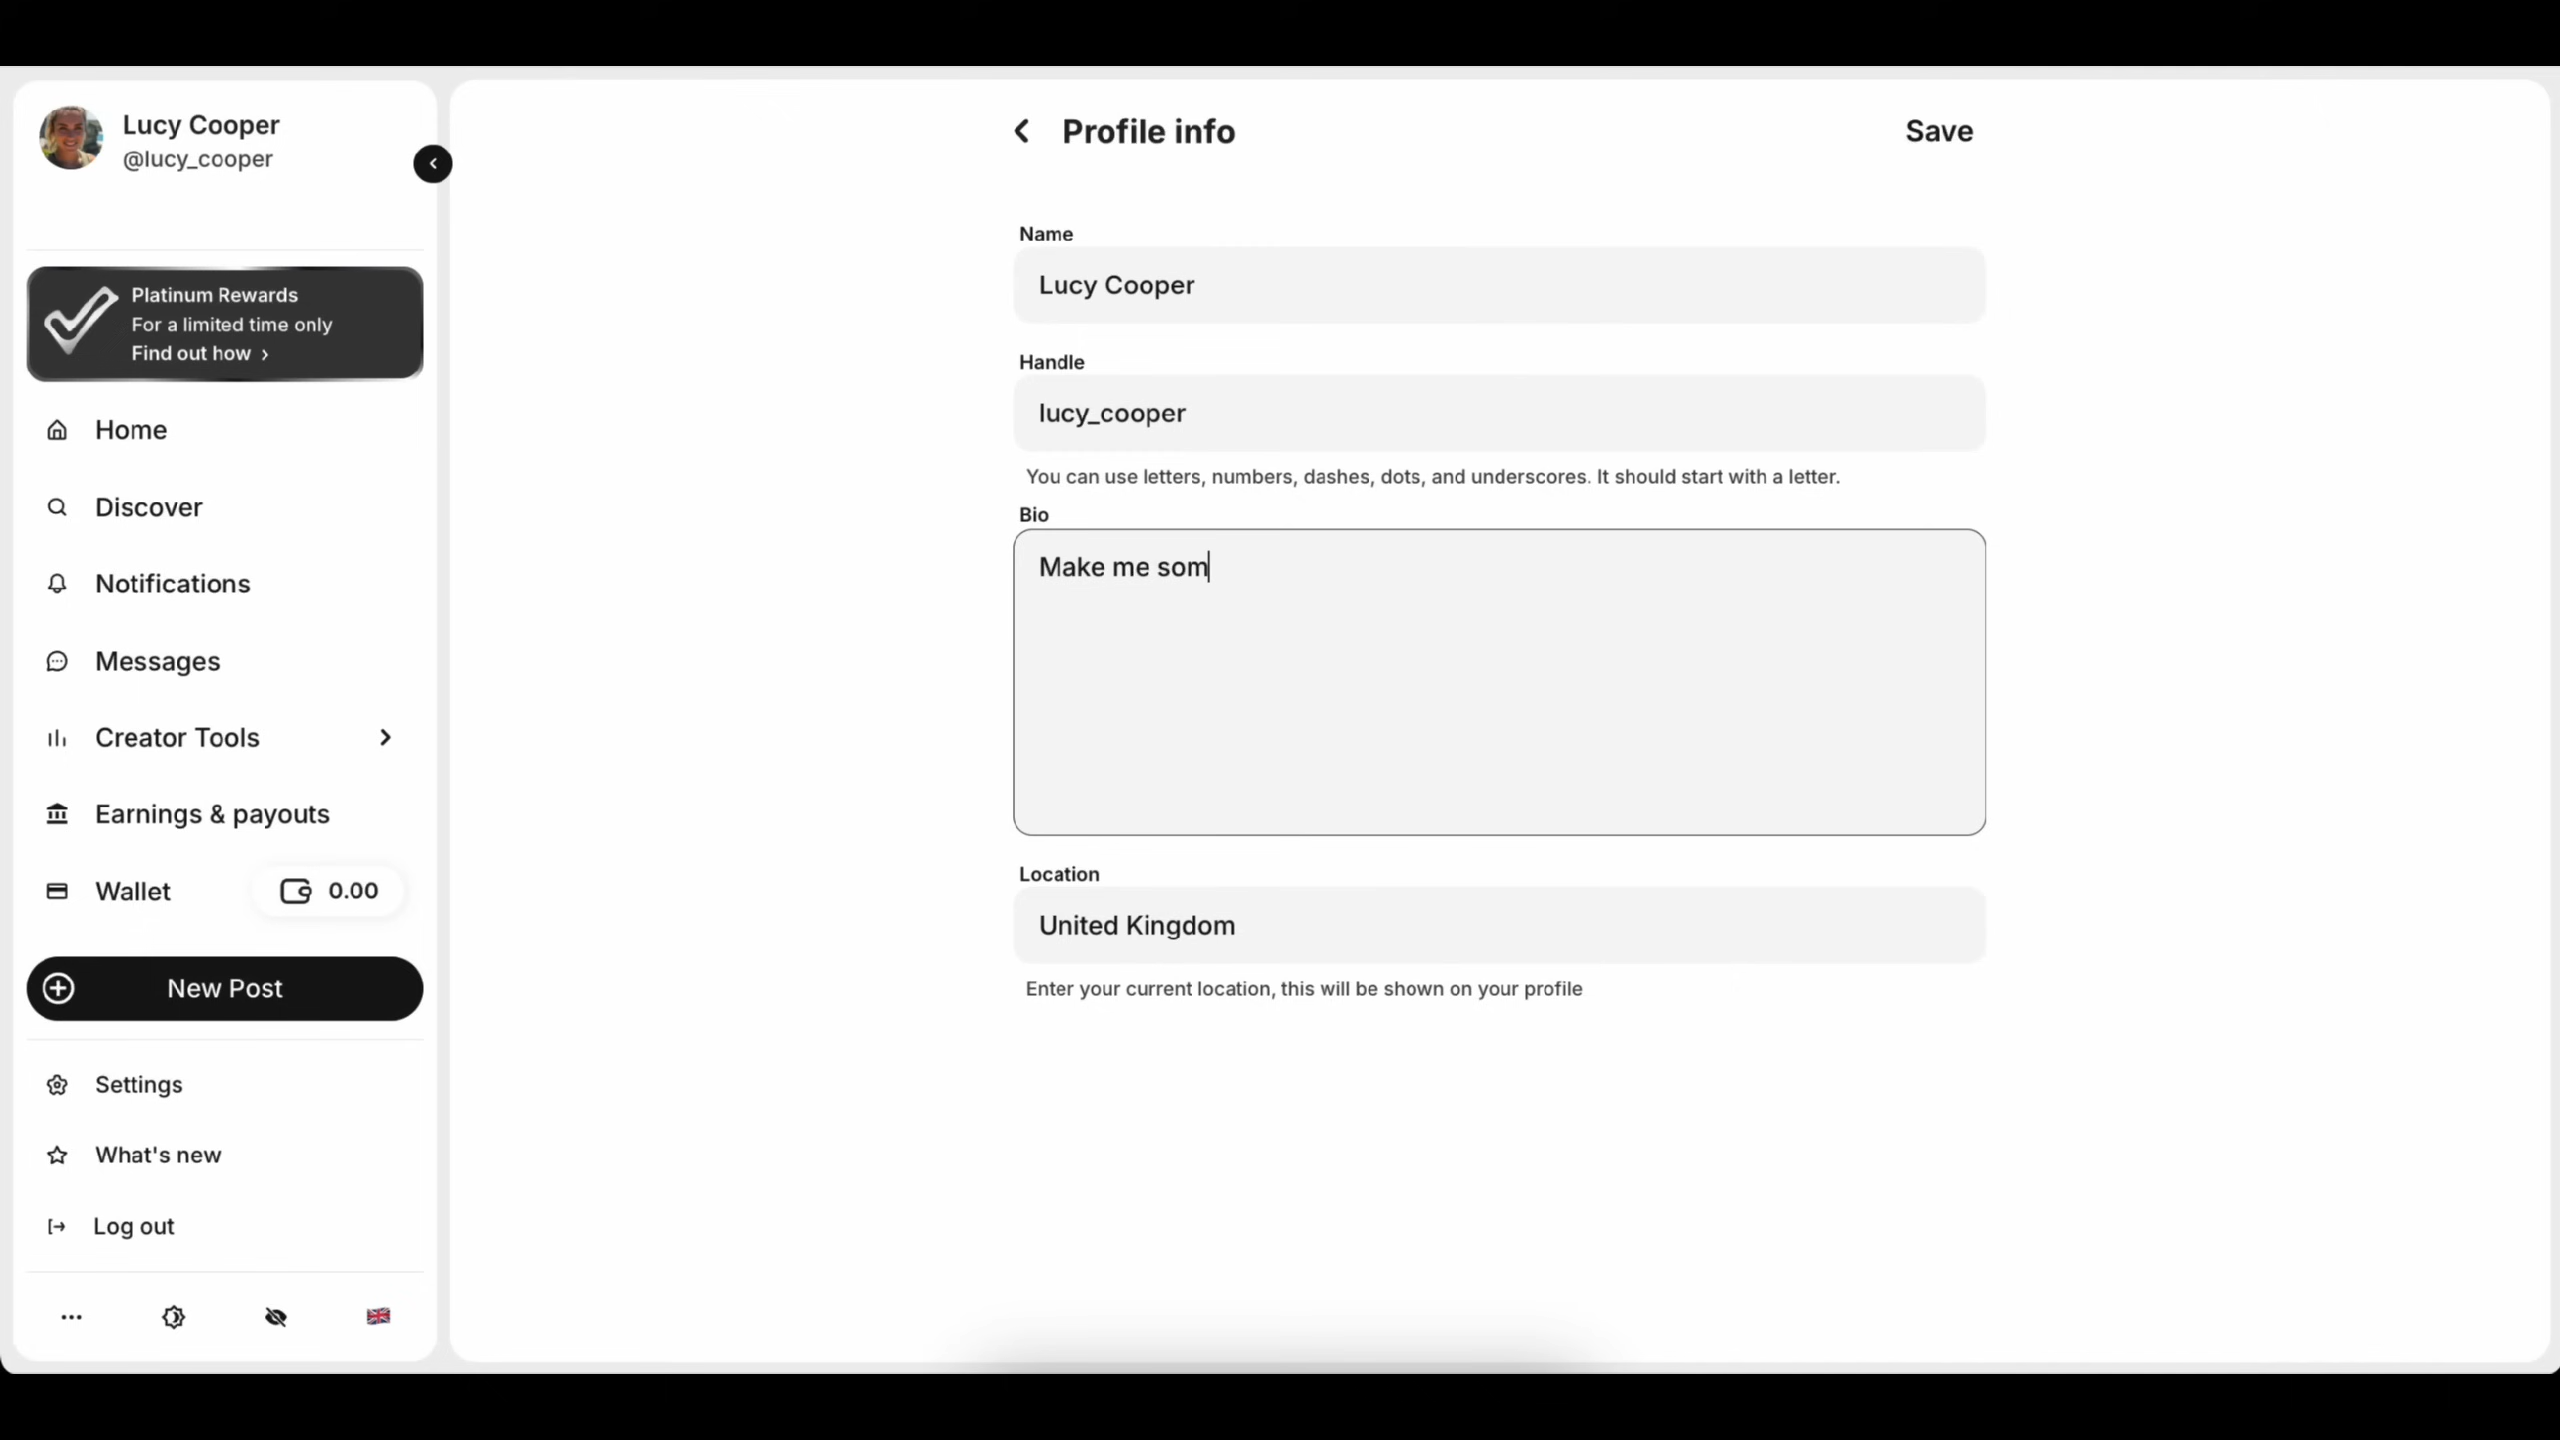 Lucy Cooper
@lucy_cooper
Platinum Rewards
For a limited time only
Find out how ›
Home
Discover
Notifications
Messages
Creator Tools
Earnings & payouts
Wallet
0.00
New Post
Settings
What's new
Log out
Profile info
Save
Name
Lucy Cooper
Handle
lucy_cooper
You can use letters, numbers, dashes, dots, and underscores. It should start with a letter.
Bio
Make me som
Location
United Kingdom
Enter your current location, this will be shown on your profile